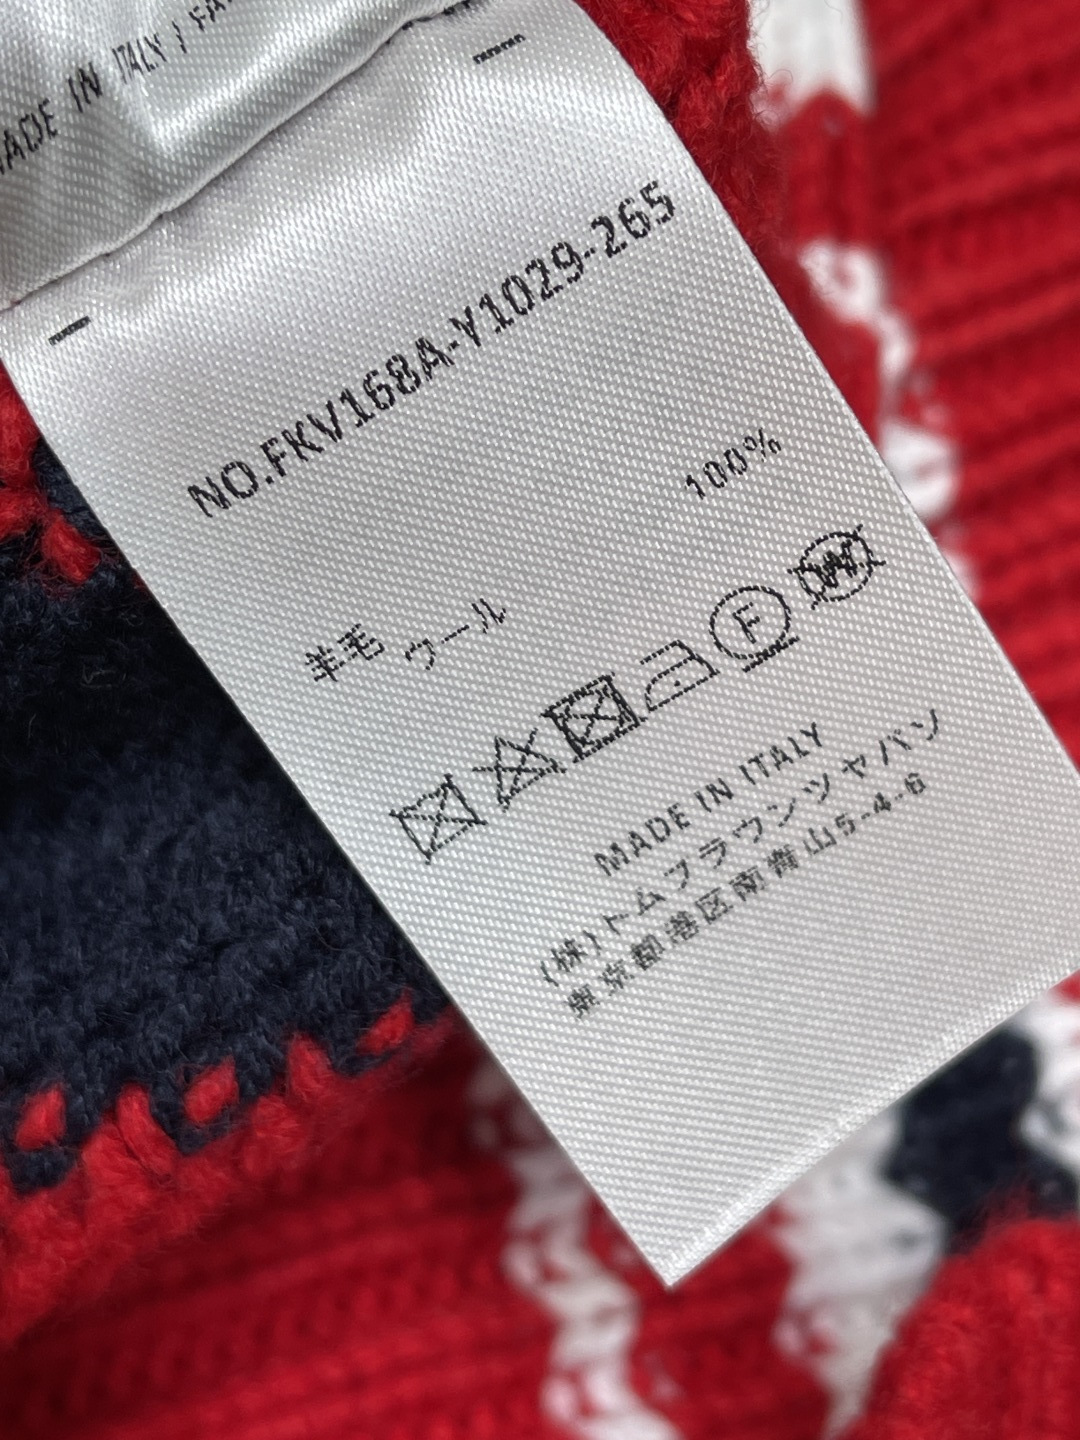 MADE IN ITALY / FA
NO.FKV168A-Y1029-265
100%
羊毛 ウール
F
W
MADE IN ITALY
(株)トムブラウンジャパン
東京都港区南青山5-4-6